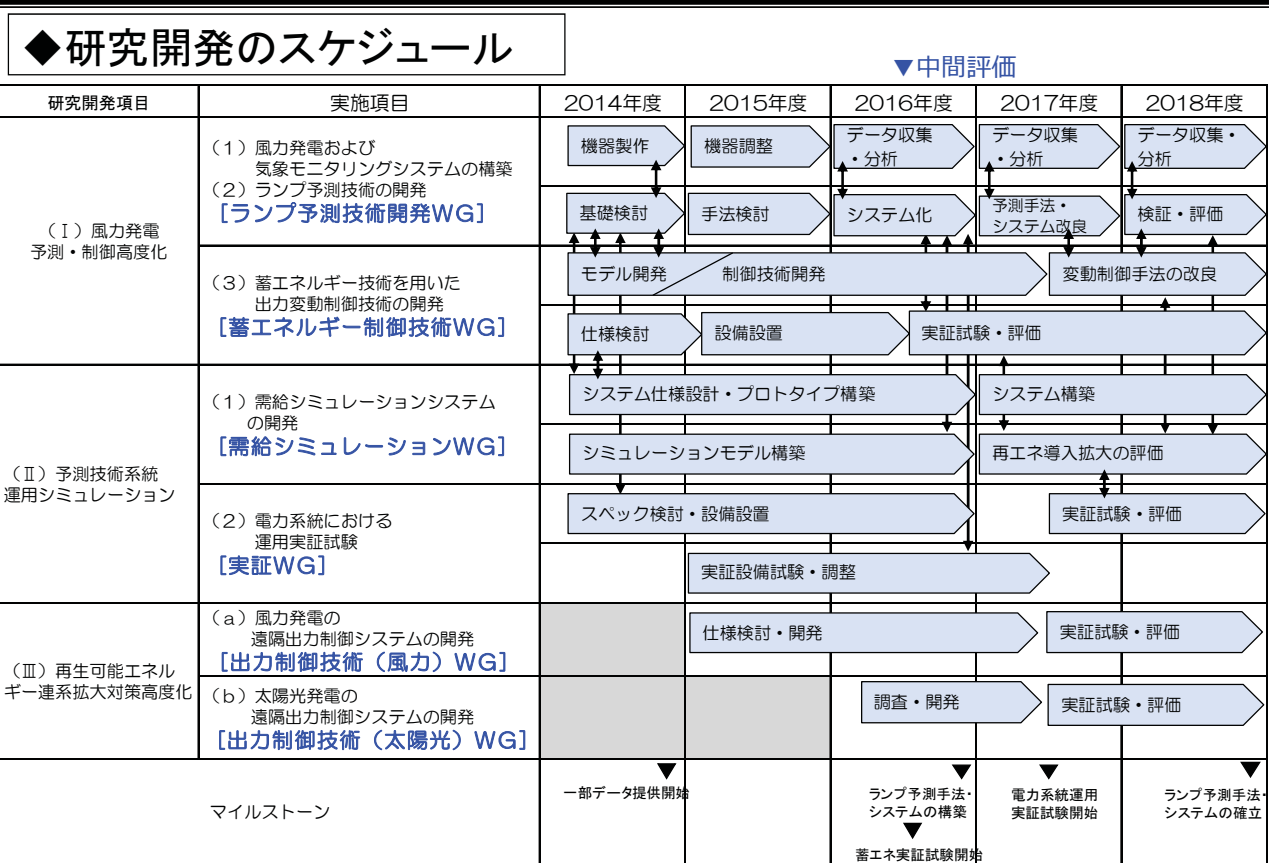 ◆研究開発のスケジュール
▼中間評価
研究開発項目
実施項目
2014年度
2015年度
2016年度
2017年度
2018年度
(Ⅰ)風力発電
予測・制御高度化
(1)風力発電および
気象モニタリングシステムの構築
(2)ランプ予測技術の開発
[ランプ予測技術開発WG]
機器製作
機器調整
データ収集
・分析
データ収集
・分析
データ収集・
分析
基礎検討
手法検討
システム化
予測手法・
システム改良
検証・評価
(3)蓄エネルギー技術を用いた
出力変動制御技術の開発
[蓄エネルギー制御技術WG]
モデル開発
制御技術開発
変動制御手法の改良
仕様検討
設備設置
実証試験・評価
(Ⅱ)予測技術系統
運用シミュレーション
(1)需給シミュレーションシステム
の開発
[需給シミュレーションWG]
システム仕様設計・プロトタイプ構築
システム構築
シミュレーションモデル構築
再エネ導入拡大の評価
(2)電力系統における
運用実証試験
[実証WG]
スペック検討・設備設置
実証試験・評価
実証設備試験・調整
(Ⅲ)再生可能エネル
ギー連系拡大対策高度化
(a)風力発電の
遠隔出力制御システムの開発
[出力制御技術(風力)WG]
仕様検討・開発
実証試験・評価
(b)太陽光発電の
遠隔出力制御システムの開発
[出力制御技術(太陽光)WG]
調査・開発
実証試験・評価
マイルストーン
▼
一部データ提供開始
▼
ランプ予測手法・
システムの構築
▼
蓄エネ実証試験開始
▼
電力系統運用
実証試験開始
▼
ランプ予測手法・
システムの確立